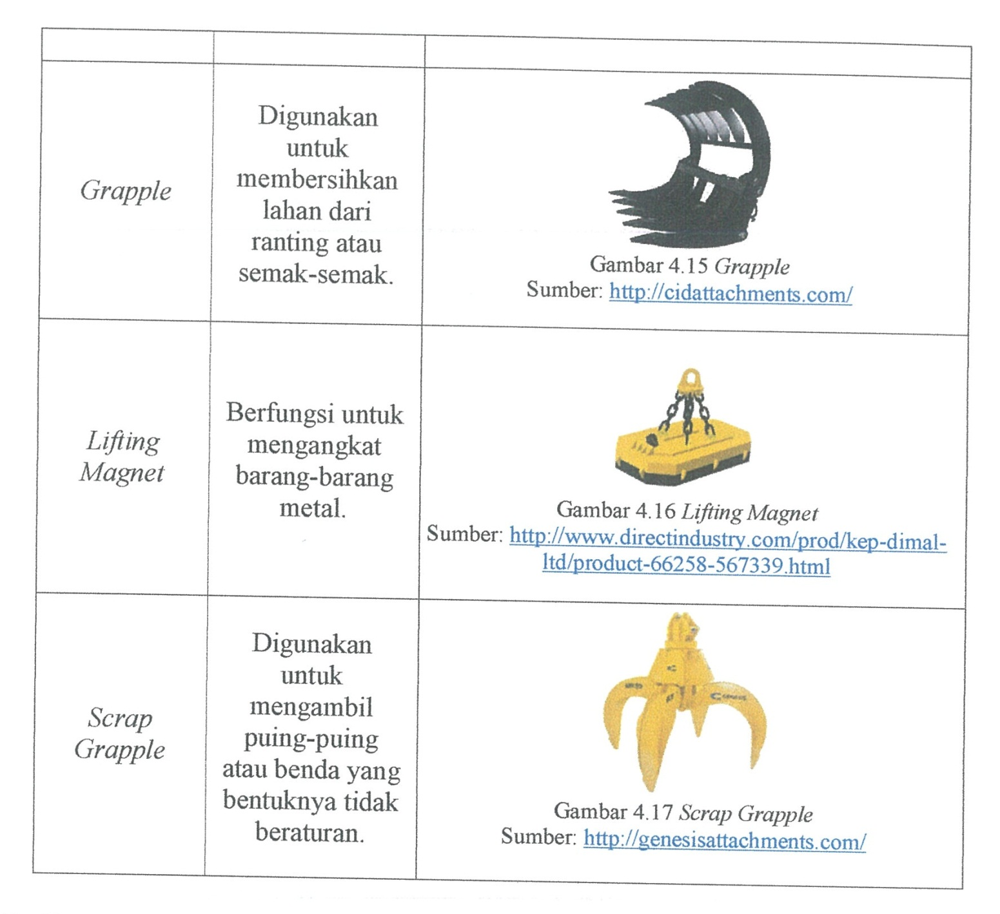 Grapple
Digunakan
untuk
membersihkan
lahan dari
ranting atau
semak-semak.
Gambar 4.15 Grapple
Sumber: http://cidattachments.com/
Lifting
Magnet
Berfungsi untuk
mengangkat
barang-barang
metal.
Gambar 4.16 Lifting Magnet
Sumber: http://www.directindustry.com/prod/kep-dimal-
ltd/product-66258-567339.html
Scrap
Grapple
Digunakan
untuk
mengambil
puing-puing
atau benda yang
bentuknya tidak
beraturan.
Gambar 4.17 Scrap Grapple
Sumber: http://genesisattachments.com/